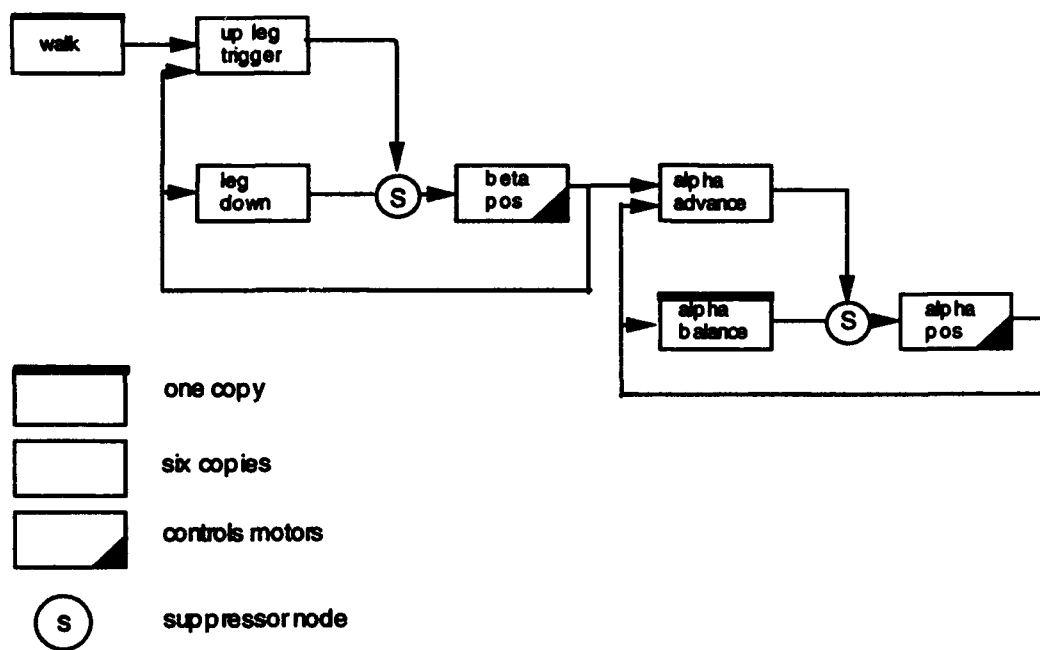 walk
up leg
trigger
leg
down
S
beta
pos
alpha
advance
alpha
balance
S
alpha
pos
one copy
six copies
controls motors
S
suppressor node